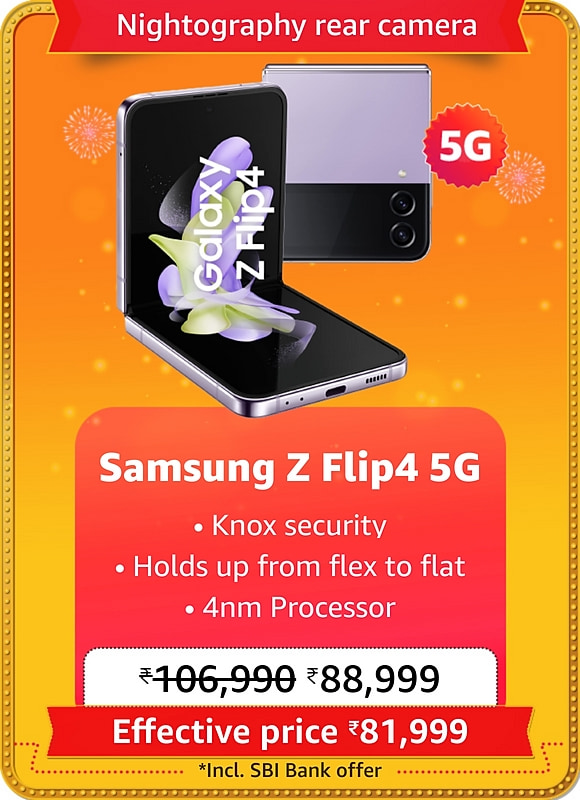 Nightography rear camera
5G
Galaxy
Z Flip4
Samsung Z Flip4 5G
• Knox security
• Holds up from flex to flat
• 4nm Processor
₹106,990 ₹88,999
Effective price ₹81,999
*Incl. SBI Bank offer